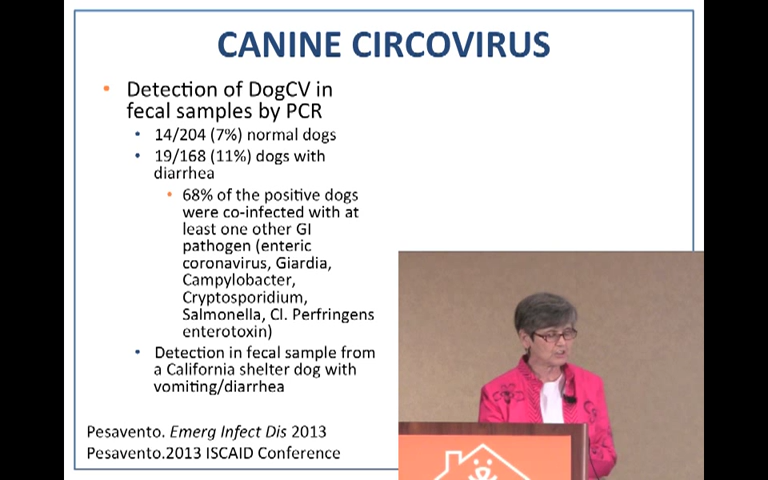 CANINE CIRCOVIRUS
Detection of DogCV in
fecal samples by PCR
14/204 (7%) normal dogs
19/168 (11%) dogs with
diarrhea
68% of the positive dogs
were co-infected with at
least one other GI
pathogen (enteric
coronavirus, Giardia,
Campylobacter,
Cryptosporidium,
Salmonella, Cl. Perfringens
enterotoxin)
Detection in fecal sample from
a California shelter dog with
vomiting/diarrhea
Pesavento. Emerg Infect Dis 2013
Pesavento.2013 ISCAID Conference